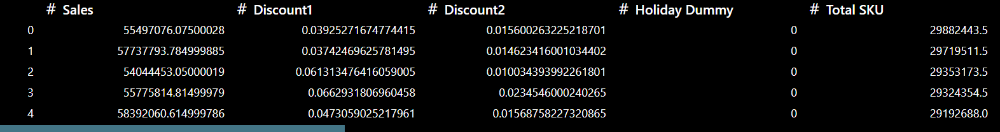 # Sales # Discount1 # Discount2 # Holiday Dummy # Total SKU
0 55497076.07500028 0.03925271674774415 0.015600263225218701 0 29882443.5
1 57737793.784999885 0.03742469625781495 0.014623416001034402 0 29719511.5
2 54044453.05000019 0.061313476416059005 0.010034393992261801 0 29353173.5
3 55775814.81499979 0.0662931806960458 0.0234546000240265 0 29324354.5
4 58392060.614999786 0.0473059025217961 0.01568758227320865 0 29192688.0